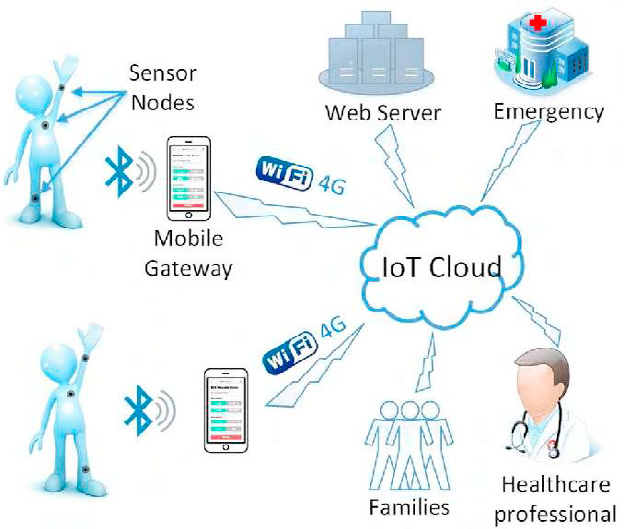 Sensor
Nodes
Web Server
Emergency
WiFi 4G
Mobile
Gateway
IoT Cloud
WiFi 4G
Families
Healthcare
professional